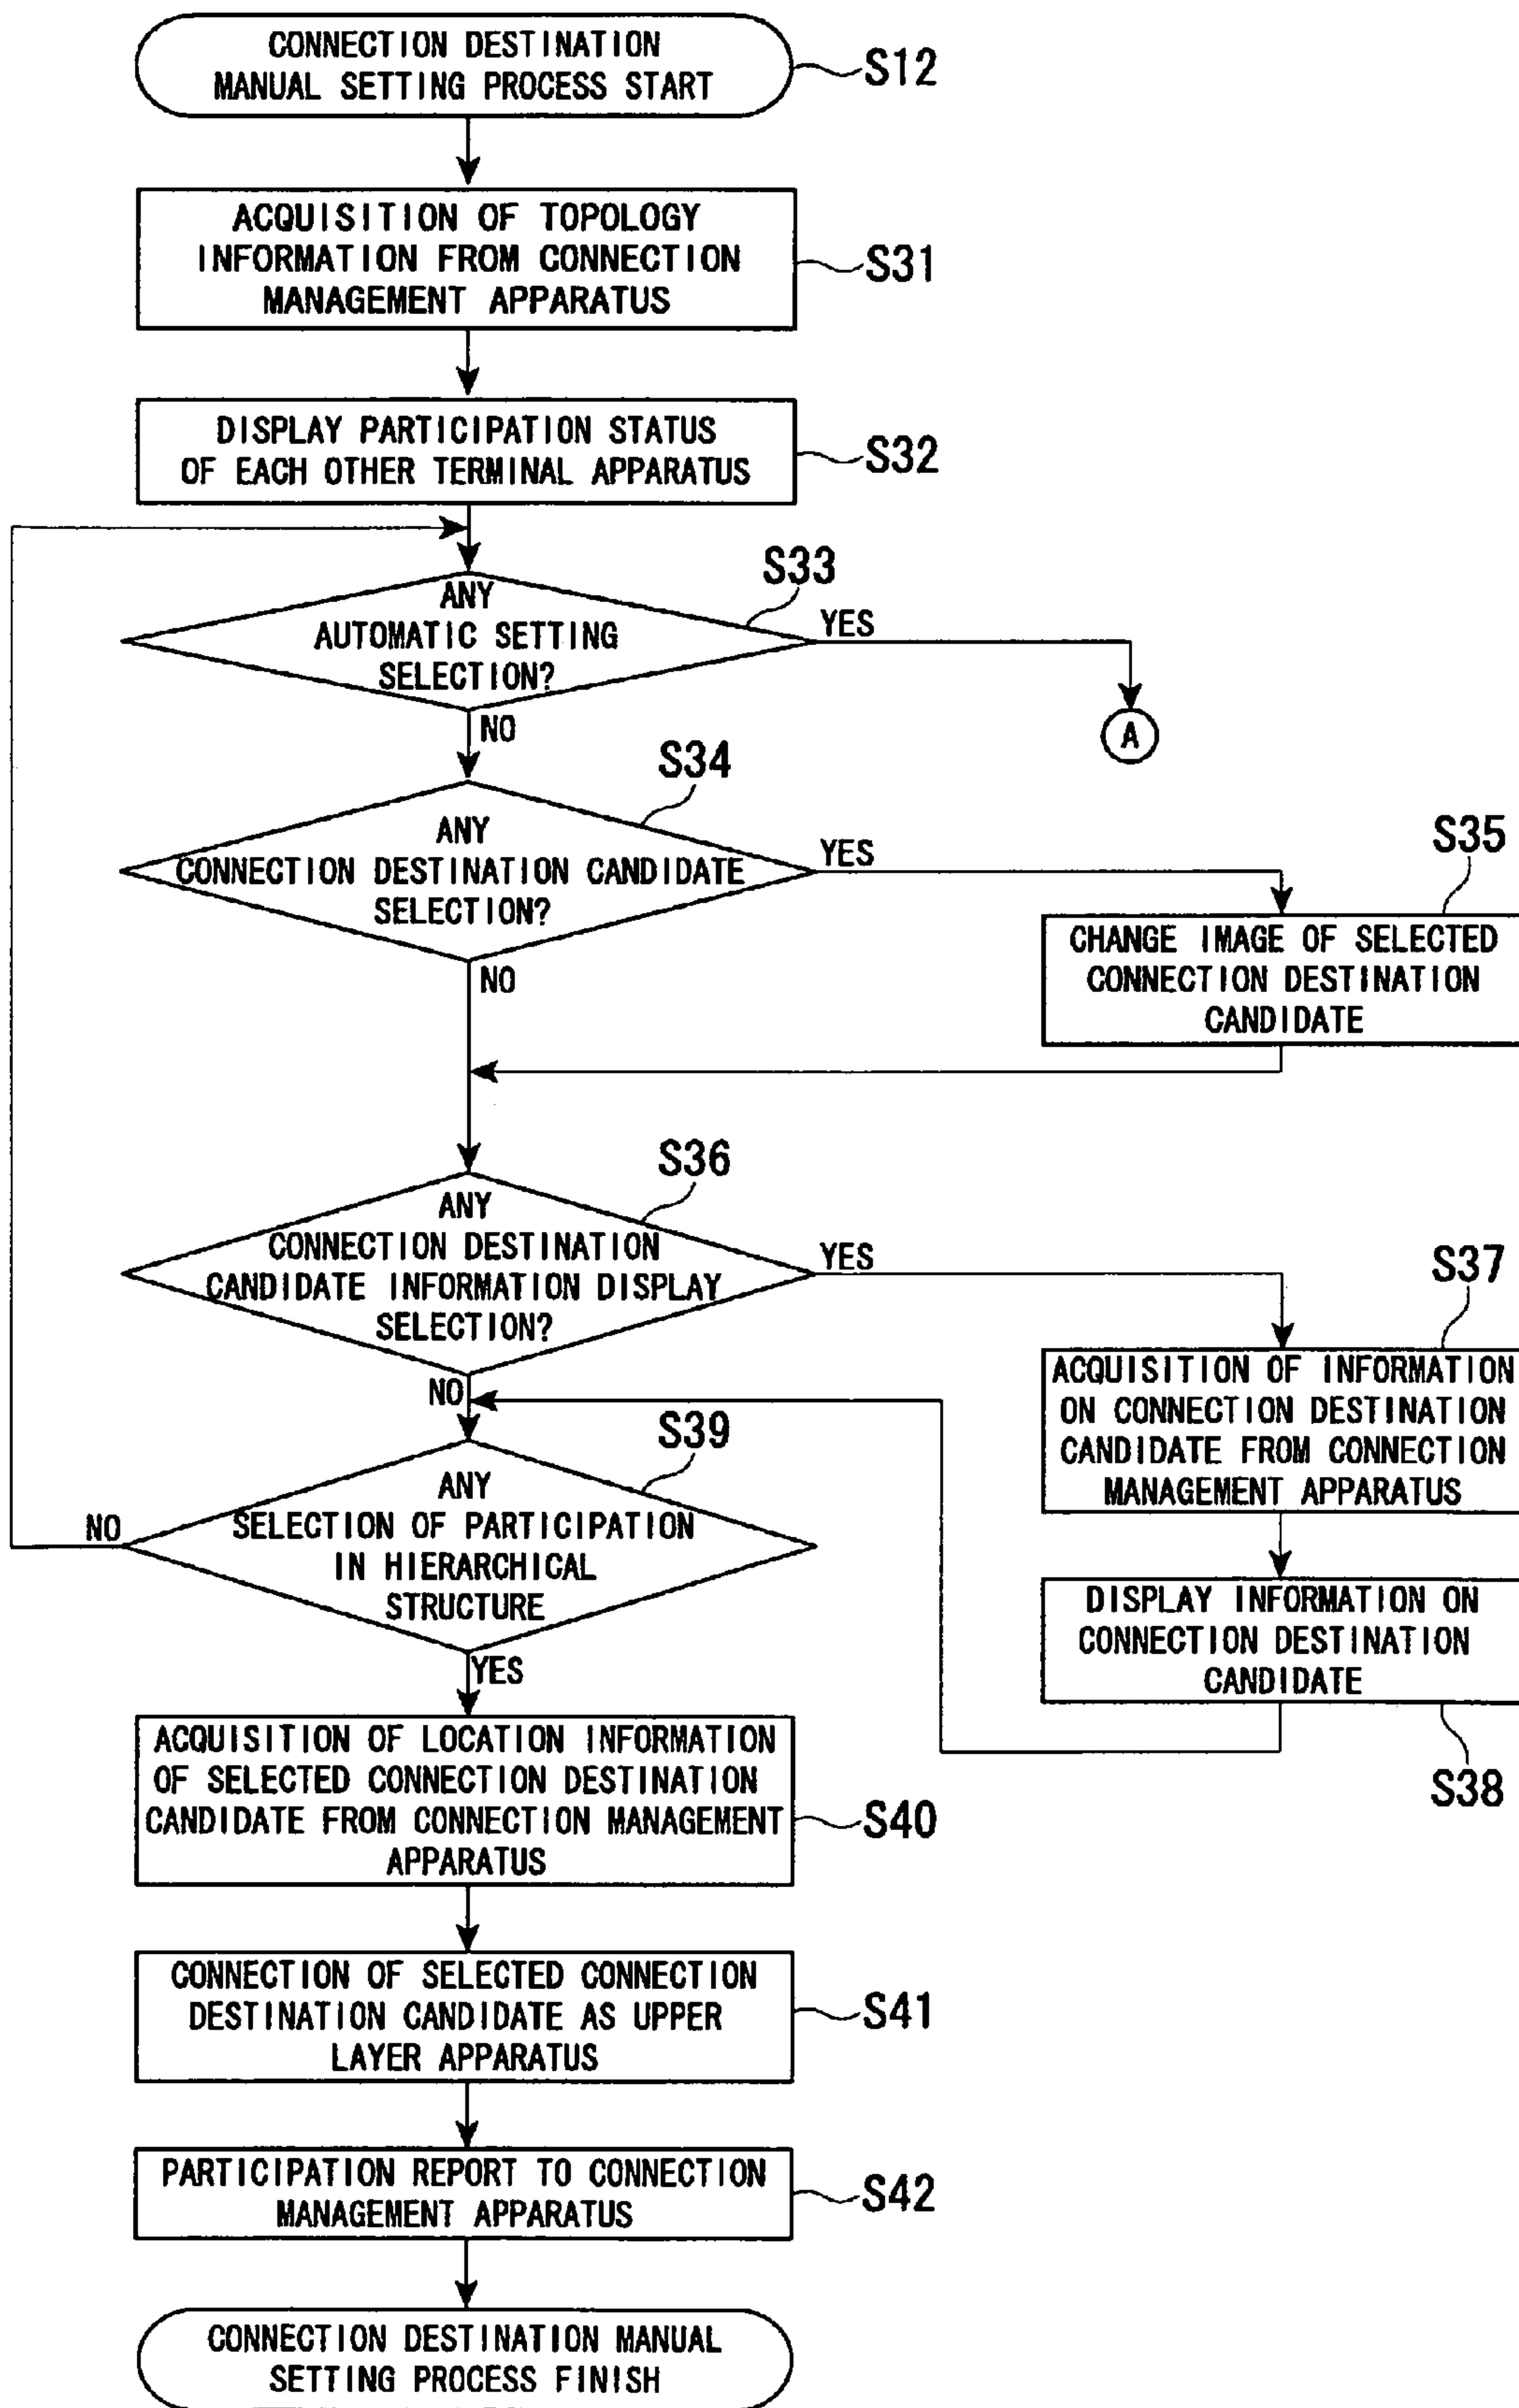 CONNECTION DESTINATION
MANUAL SETTING PROCESS START
S12
ACQUISITION OF TOPOLOGY
INFORMATION FROM CONNECTION
MANAGEMENT APPARATUS
S31
DISPLAY PARTICIPATION STATUS
OF EACH OTHER TERMINAL APPARATUS
S32
S33
ANY
AUTOMATIC SETTING
SELECTION?
YES
NO
A
S34
ANY
CONNECTION DESTINATION CANDIDATE
SELECTION?
YES
NO
S35
CHANGE IMAGE OF SELECTED
CONNECTION DESTINATION
CANDIDATE
S36
ANY
CONNECTION DESTINATION
CANDIDATE INFORMATION DISPLAY
SELECTION?
YES
NO
S37
ACQUISITION OF INFORMATION
ON CONNECTION DESTINATION
CANDIDATE FROM CONNECTION
MANAGEMENT APPARATUS
DISPLAY INFORMATION ON
CONNECTION DESTINATION
CANDIDATE
S38
S39
ANY
SELECTION OF PARTICIPATION
IN HIERARCHICAL
STRUCTURE
NO
YES
ACQUISITION OF LOCATION INFORMATION
OF SELECTED CONNECTION DESTINATION
CANDIDATE FROM CONNECTION MANAGEMENT
APPARATUS
S40
CONNECTION OF SELECTED CONNECTION
DESTINATION CANDIDATE AS UPPER
LAYER APPARATUS
S41
PARTICIPATION REPORT TO CONNECTION
MANAGEMENT APPARATUS
S42
CONNECTION DESTINATION MANUAL
SETTING PROCESS FINISH